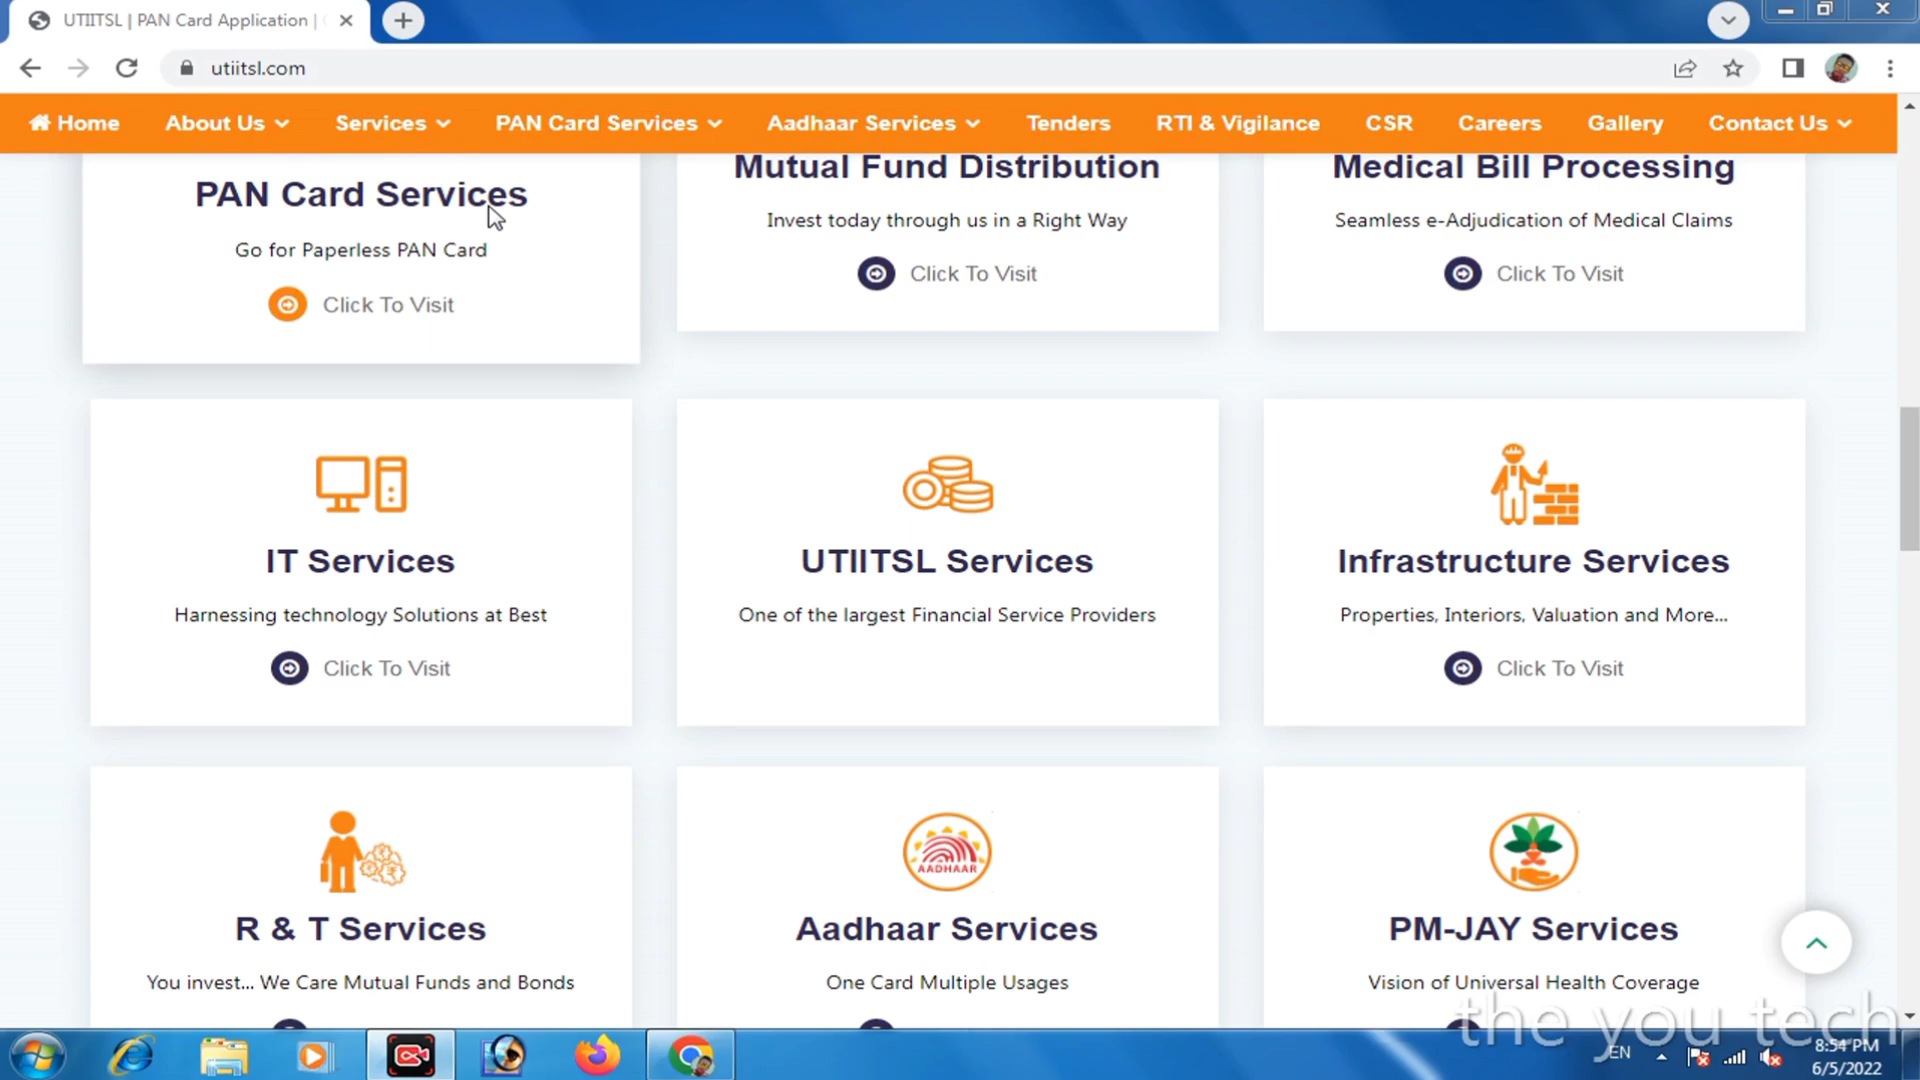 UTIITSL | PAN Card Application |
utiitsl.com
Home About Us Services PAN Card Services Aadhaar Services Tenders RTI & Vigilance CSR Careers Gallery Contact Us
PAN Card Services
Go for Paperless PAN Card
Click To Visit
Mutual Fund Distribution
Invest today through us in a Right Way
Click To Visit
Medical Bill Processing
Seamless e-Adjudication of Medical Claims
Click To Visit
IT Services
Harnessing technology Solutions at Best
Click To Visit
UTIITSL Services
One of the largest Financial Service Providers
Infrastructure Services
Properties, Interiors, Valuation and More...
Click To Visit
R & T Services
You invest... We Care Mutual Funds and Bonds
AADHAAR
Aadhaar Services
One Card Multiple Usages
PM-JAY Services
Vision of Universal Health Coverage
the you tech
EN
8:54 PM
6/5/2022